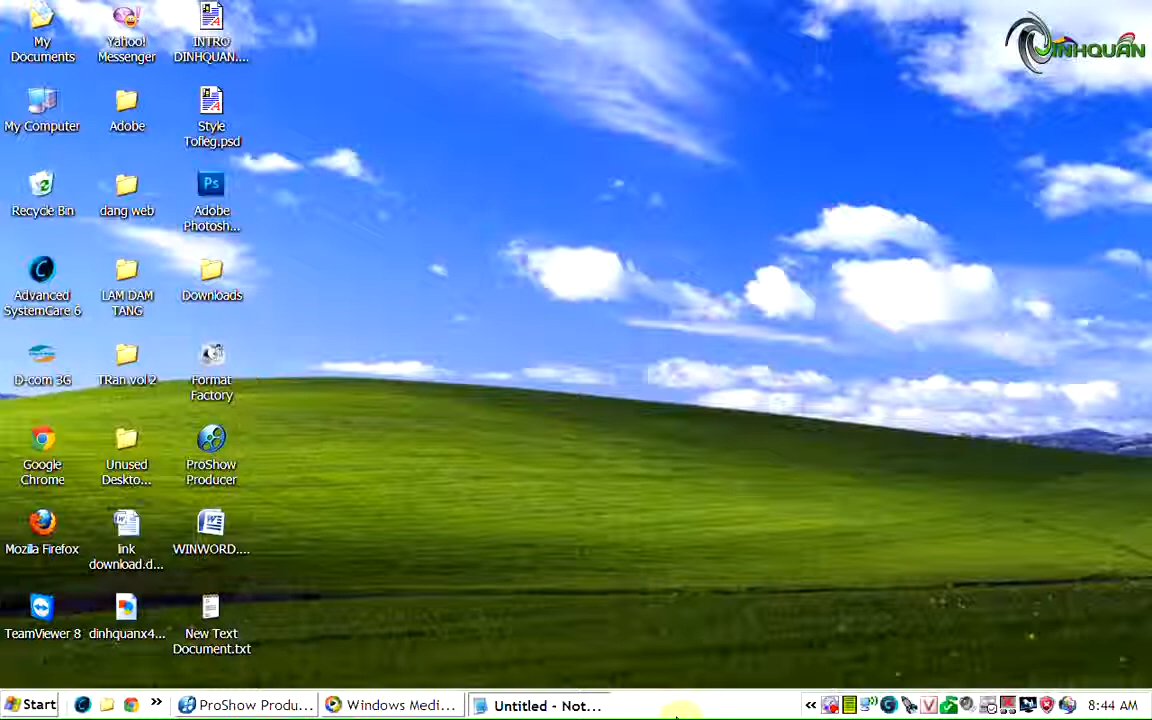 My
Documents
Yahoo!
Messenger
INTRO
DINHQUAN....
INHQUÂN
My Computer
Adobe
Style
Tofieg.psd
Recycle Bin
dang web
Ps
Adobe
Photosh...
Advanced
SystemCare 6
LAM DAM
TANG
Downloads
D-com 3G
TRan vol 2
Format
Factory
Google
Chrome
Unused
Deskto...
ProShow
Producer
Mozilla Firefox
link
download.d...
WINWORD....
TeamViewer 8
dinhquanx4...
New Text
Document.txt
Start
ProShow Produ...
Windows Medi...
Untitled - Not...
8:44 AM